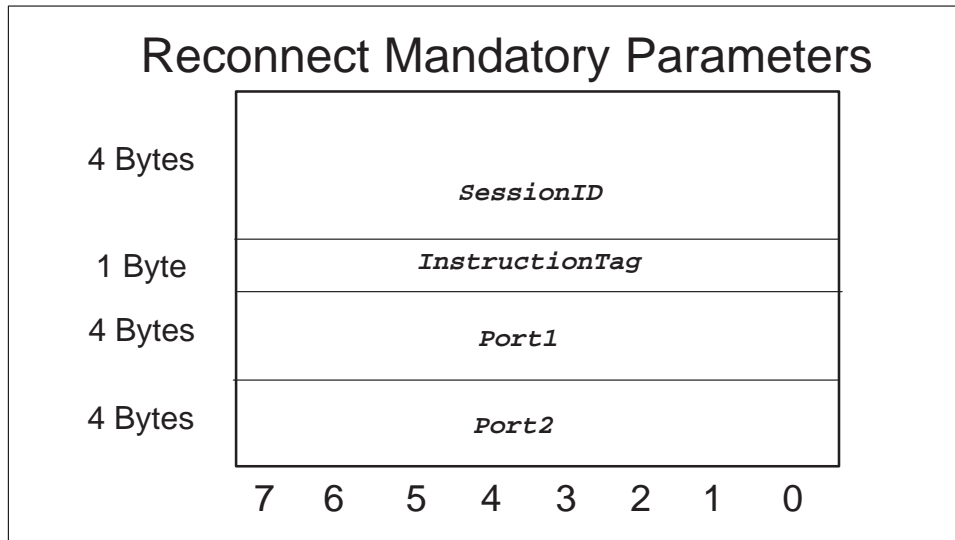 Reconnect Mandatory Parameters
4 Bytes
SessionID
1 Byte
InstructionTag
4 Bytes
Port1
4 Bytes
Port2
7 6 5 4 3 2 1 0